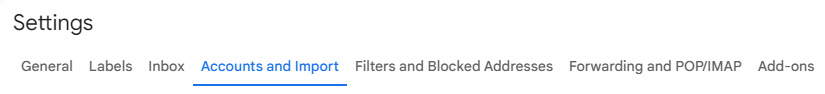 Settings
General Labels Inbox Accounts and Import Filters and Blocked Addresses Forwarding and POP/IMAP Add-ons